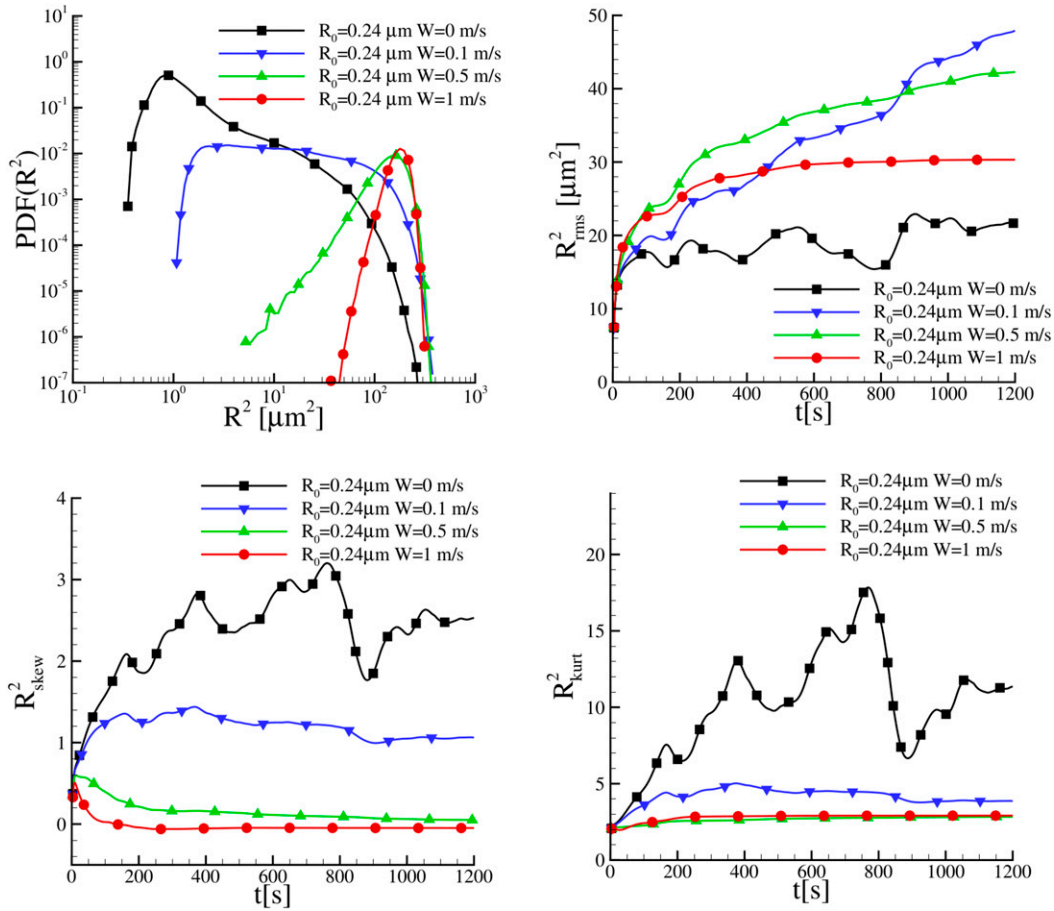 PDF(R²)
10²
10¹
10⁰
10⁻¹
10⁻²
10⁻³
10⁻⁴
10⁻⁵
10⁻⁶
10⁻⁷
R₀=0.24 μm W=0 m/s
R₀=0.24 μm W=0.1 m/s
R₀=0.24 μm W=0.5 m/s
R₀=0.24 μm W=1 m/s
10⁻¹ 10⁰ 10¹ 10² 10³
R² [μm²]
R²rms [μm²]
50
40
30
20
10
0
R₀=0.24μm W=0 m/s
R₀=0.24μm W=0.1 m/s
R₀=0.24μm W=0.5 m/s
R₀=0.24μm W=1 m/s
0 200 400 600 800 1000 1200
t[s]
R²skew
4
3
2
1
0
R₀=0.24μm W=0 m/s
R₀=0.24μm W=0.1 m/s
R₀=0.24μm W=0.5 m/s
R₀=0.24μm W=1 m/s
0 200 400 600 800 1000 1200
t[s]
R²kurt
20
15
10
5
0
R₀=0.24μm W=0 m/s
R₀=0.24μm W=0.1 m/s
R₀=0.24μm W=0.5 m/s
R₀=0.24μm W=1 m/s
0 200 400 600 800 1000 1200
t[s]